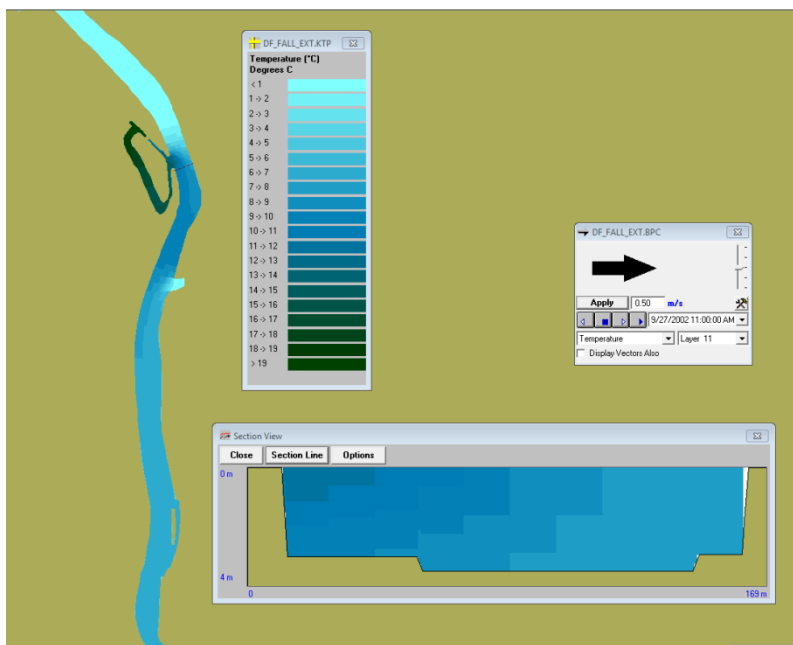 DF_FALL_EXT.KTP
Temperature (°C)
Degrees C
< 1
1 -> 2
2 -> 3
3 -> 4
4 -> 5
5 -> 6
6 -> 7
7 -> 8
8 -> 9
9 -> 10
10 -> 11
11 -> 12
12 -> 13
13 -> 14
14 -> 15
15 -> 16
16 -> 17
17 -> 18
18 -> 19
> 19
DF_FALL_EXT.BPC
Apply 0.50 m/s
9/27/2002 11:00:00 AM
Temperature Layer 11
Display Vectors Also
Section View
Close Section Line Options
0 m
4 m
0 169 m